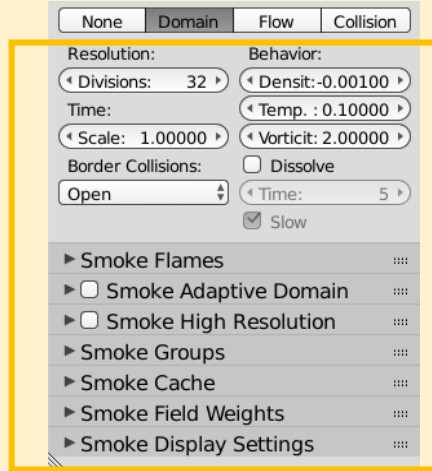 None Domain Flow Collision
Resolution: Behavior:
Divisions: 32 Densit:-0.00100
Time: Temp. : 0.10000
Scale: 1.00000 Vorticit: 2.00000
Border Collisions: Dissolve
Open Time: 5
Slow
Smoke Flames
Smoke Adaptive Domain
Smoke High Resolution
Smoke Groups
Smoke Cache
Smoke Field Weights
Smoke Display Settings